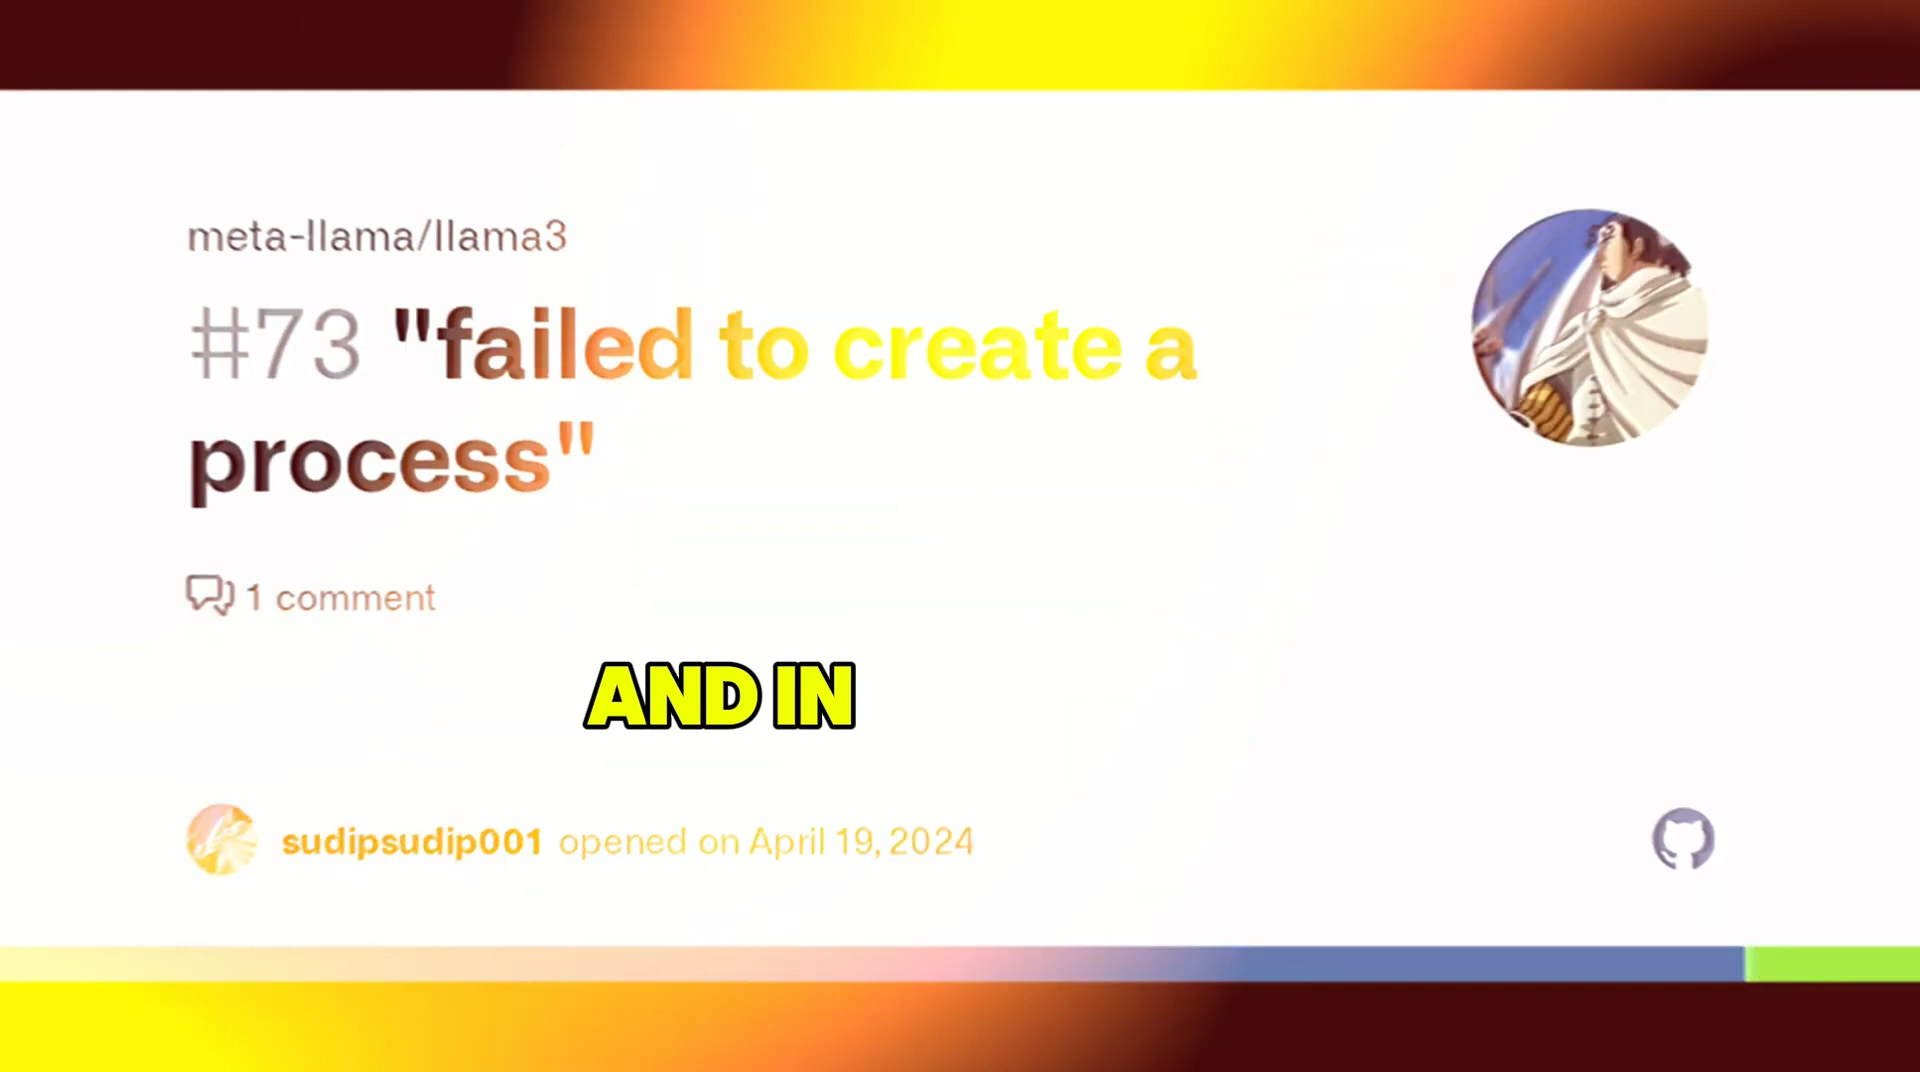 meta-llama/llama3
#73 "failed to create a
process"
1 comment
AND IN
sudipsudip001 opened on April 19, 2024